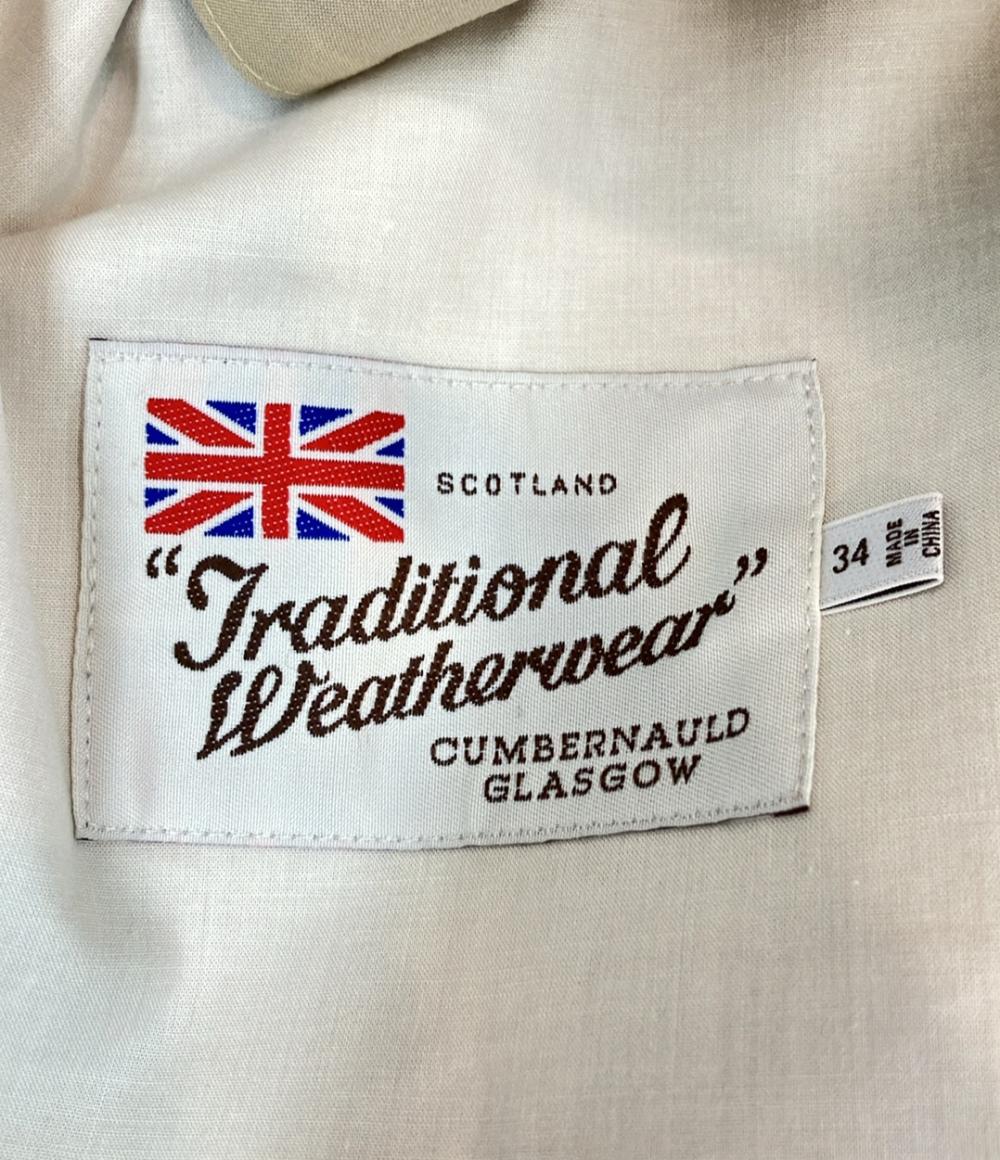 SCOTLAND
“Traditional
Weatherwear”
CUMBERNAULD
GLASGOW
34
MADE
IN
CHINA